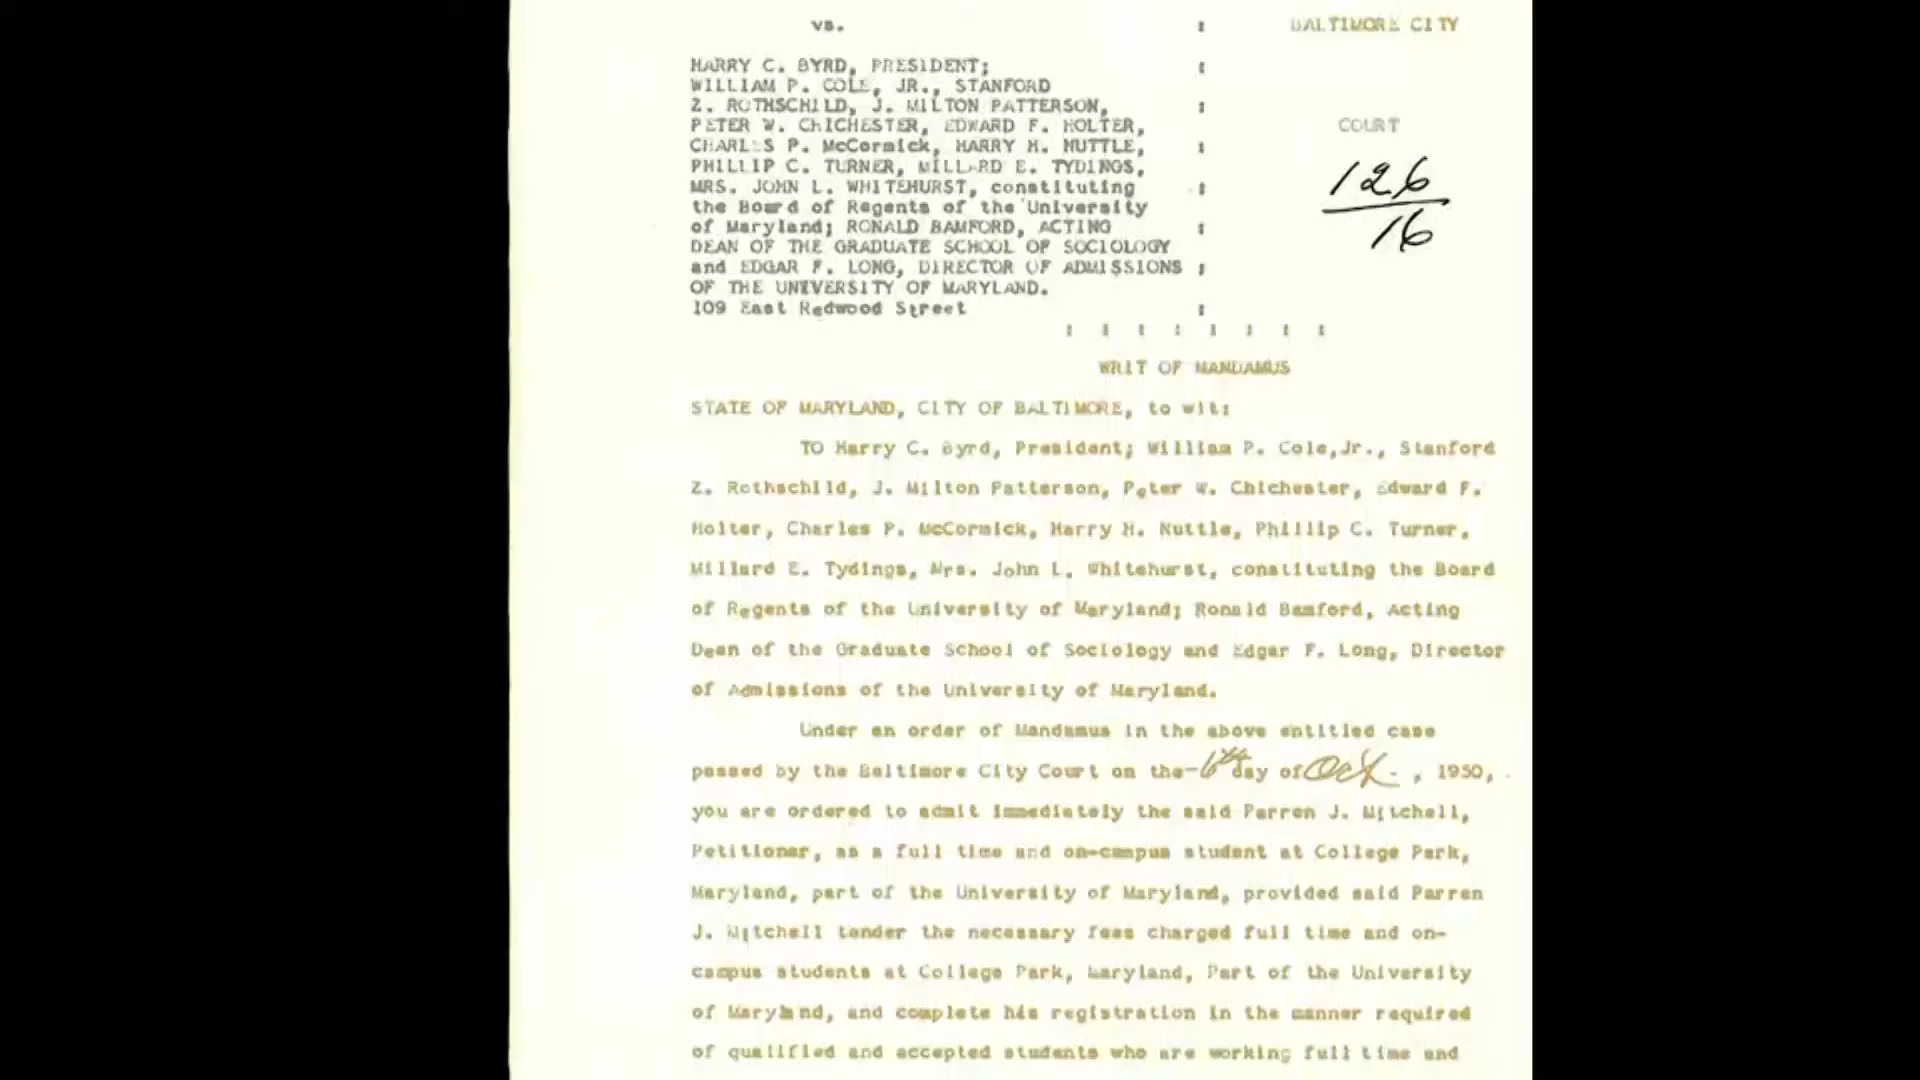 vs. : BALTIMORE CITY
HARRY C. BYRD, PRESIDENT; :
WILLIAM P. COLE, JR., STANFORD
Z. ROTHSCHILD, J. MILTON PATTERSON, :
PETER W. CHICHESTER, EDWARD F. HOLTER, COURT
CHARLES P. McCormick, HARRY H. NUTTLE, :
PHILLIP C. TURNER, MILLARD E. TYDINGS,
126
MRS. JOHN L. WHITEHURST, constituting :
the Board of Regents of the University
of Maryland; RONALD BAMFORD, ACTING :
16
DEAN OF THE GRADUATE SCHOOL OF SOCIOLOGY
and EDGAR F. LONG, DIRECTOR OF ADMISSIONS :
OF THE UNIVERSITY OF MARYLAND.
109 East Redwood Street :
: : : : : : : :
WRIT OF MANDAMUS
STATE OF MARYLAND, CITY OF BALTIMORE, to wit:
TO Harry C. Byrd, President; William P. Cole,Jr., Stanford
Z. Rothschild, J. Milton Patterson, Peter W. Chichester, Edward F.
Holter, Charles P. McCormick, Harry H. Nuttle, Phillip C. Turner,
Millard E. Tydings, Mrs. John L. Whitehurst, constituting the Board
of Regents of the University of Maryland; Ronald Bamford, Acting
Dean of the Graduate School of Sociology and Edgar F. Long, Director
of Admissions of the University of Maryland.
Under an order of Mandamus in the above entitled case
passed by the Baltimore City Court on the 6th day of Oct. , 1950,
you are ordered to admit immediately the said Parren J. Mitchell,
Petitioner, as a full time and on-campus student at College Park,
Maryland, part of the University of Maryland, provided said Parren
J. Mitchell tender the necessary fees charged full time and on-
campus students at College Park, Maryland, Part of the University
of Maryland, and complete his registration in the manner required
of qualified and accepted students who are working full time and